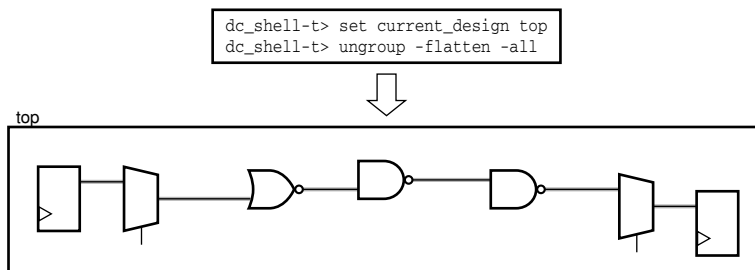 dc_shell-t> set current_design top
dc_shell-t> ungroup -flatten -all
top